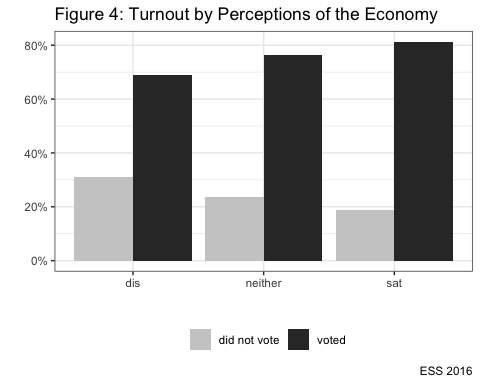 Figure 4: Turnout by Perceptions of the Economy
80%
60%
40%
20%
0%
dis neither sat
did not vote voted
ESS 2016